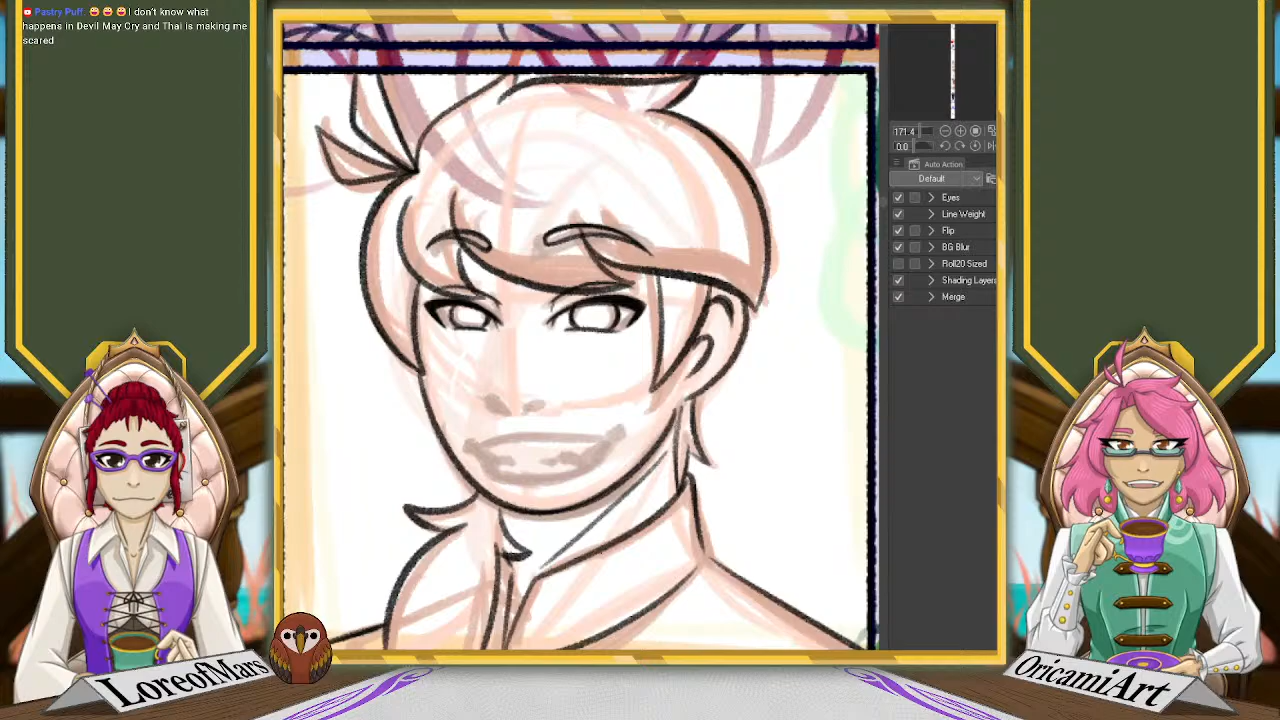 Pastry Puff 😄😄😄I don't know what
happens in Devil May Cry and Thal is making me
scared
171.4
0.0
Auto Action
Default
Eyes
Line Weight
Flip
BG Blur
Roll20 Sized
Shading Layers
Merge
LoreofMars
OricamiArt